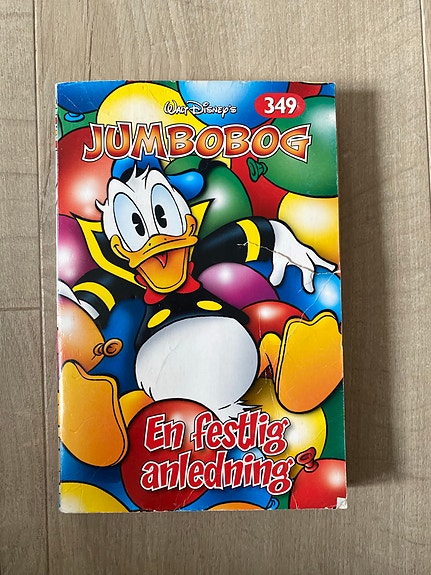 WALT DISNEY'S
349
JUMBOBOG
En festlig
anledning